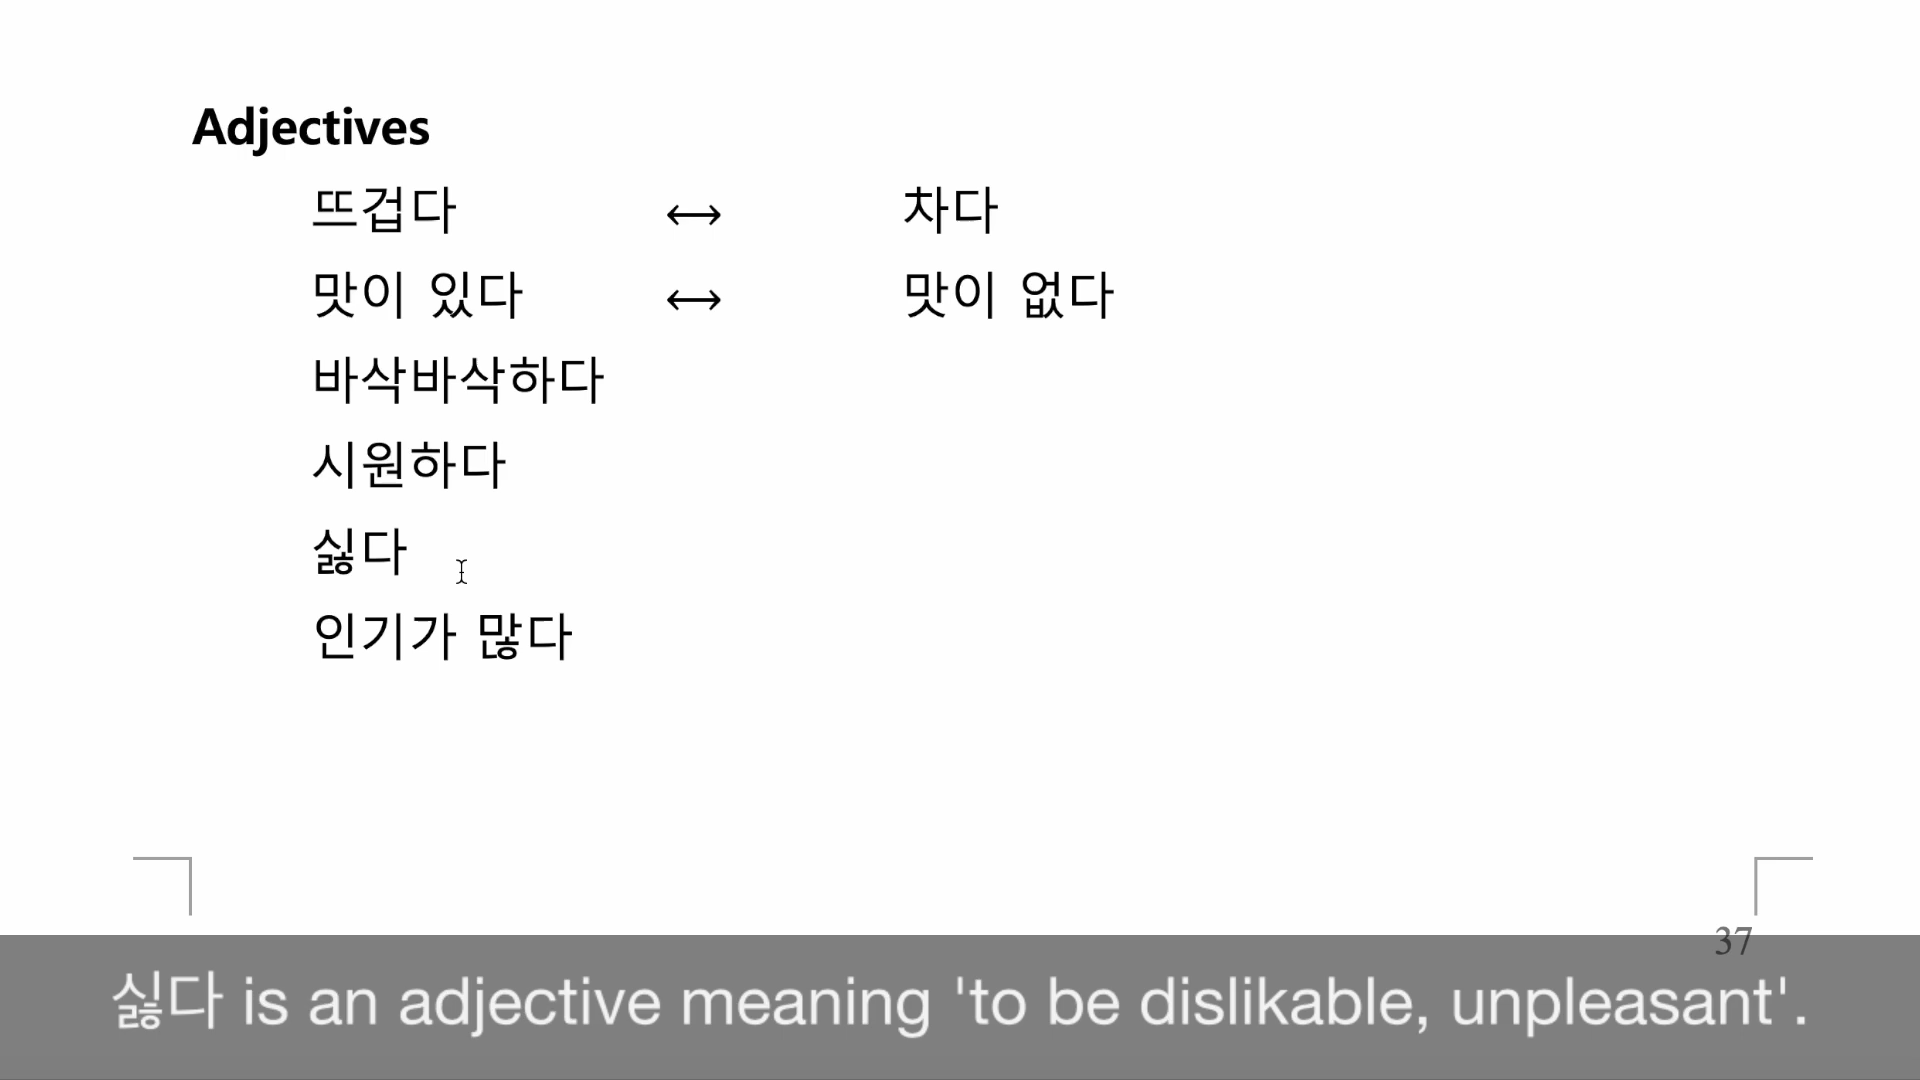 Adjectives
뜨겁다 ↔ 차다
맛이 있다 ↔ 맛이 없다
바삭바삭하다
시원하다
싫다
인기가 많다
37
싫다 is an adjective meaning 'to be dislikable, unpleasant'.